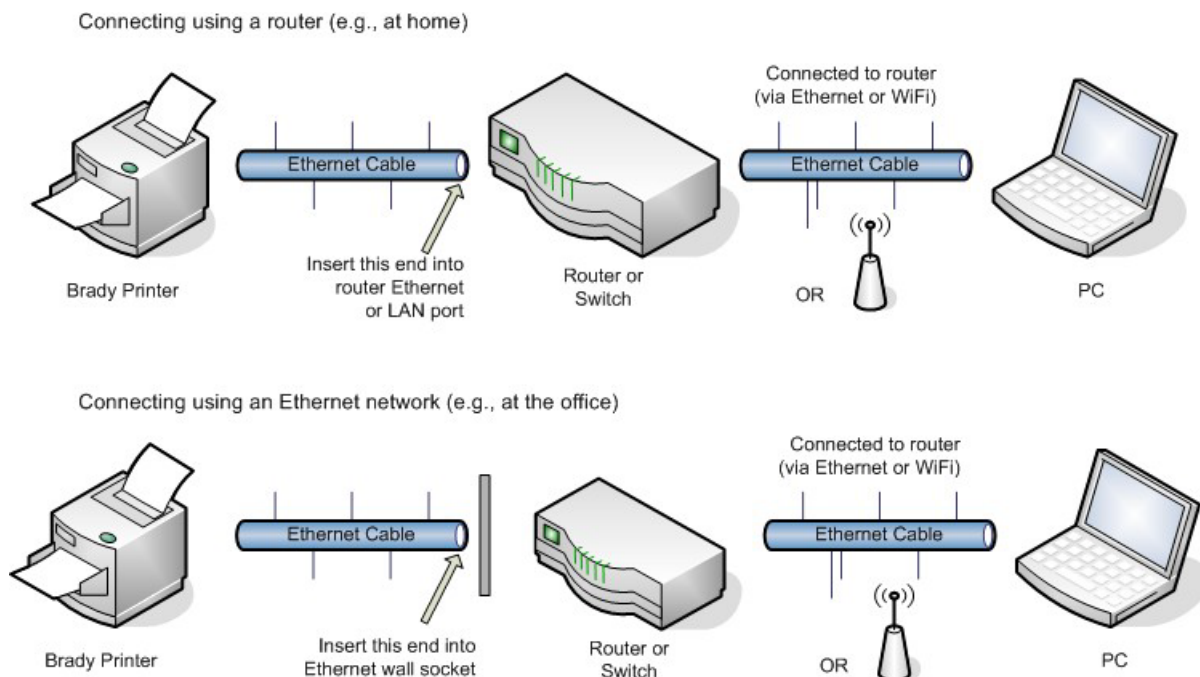 Connecting using a router (e.g., at home)
Connected to router
(via Ethernet or WiFi)
Ethernet Cable
Ethernet Cable
Insert this end into
router Ethernet
or LAN port
Brady Printer
Router or
Switch
OR
PC
Connecting using an Ethernet network (e.g., at the office)
Connected to router
(via Ethernet or WiFi)
Ethernet Cable
Ethernet Cable
Insert this end into
Ethernet wall socket
Brady Printer
Router or
Switch
OR
PC